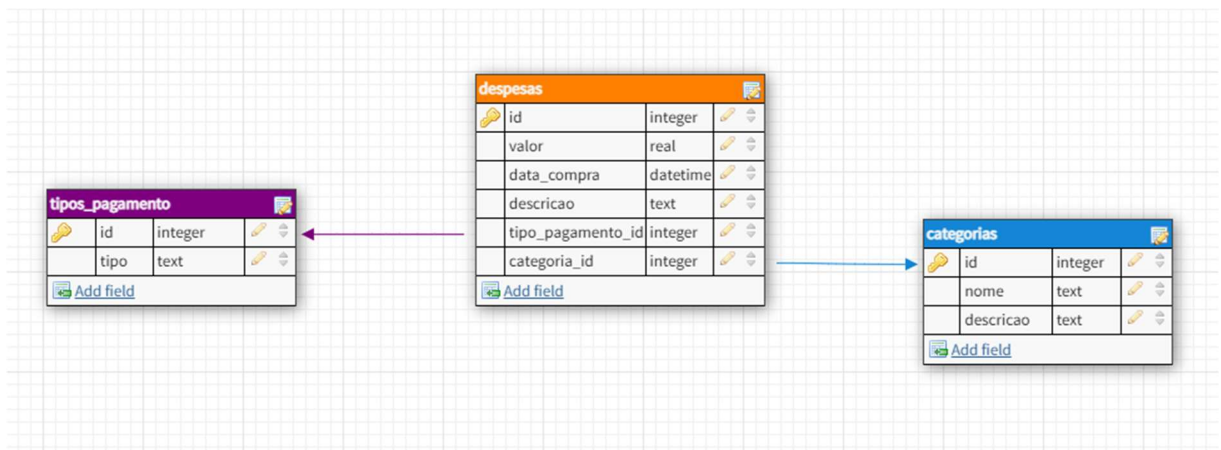 tipos_pagamento
id integer
tipo text
Add field
despesas
id integer
valor real
data_compra datetime
descricao text
tipo_pagamento_id integer
categoria_id integer
Add field
categorias
id integer
nome text
descricao text
Add field